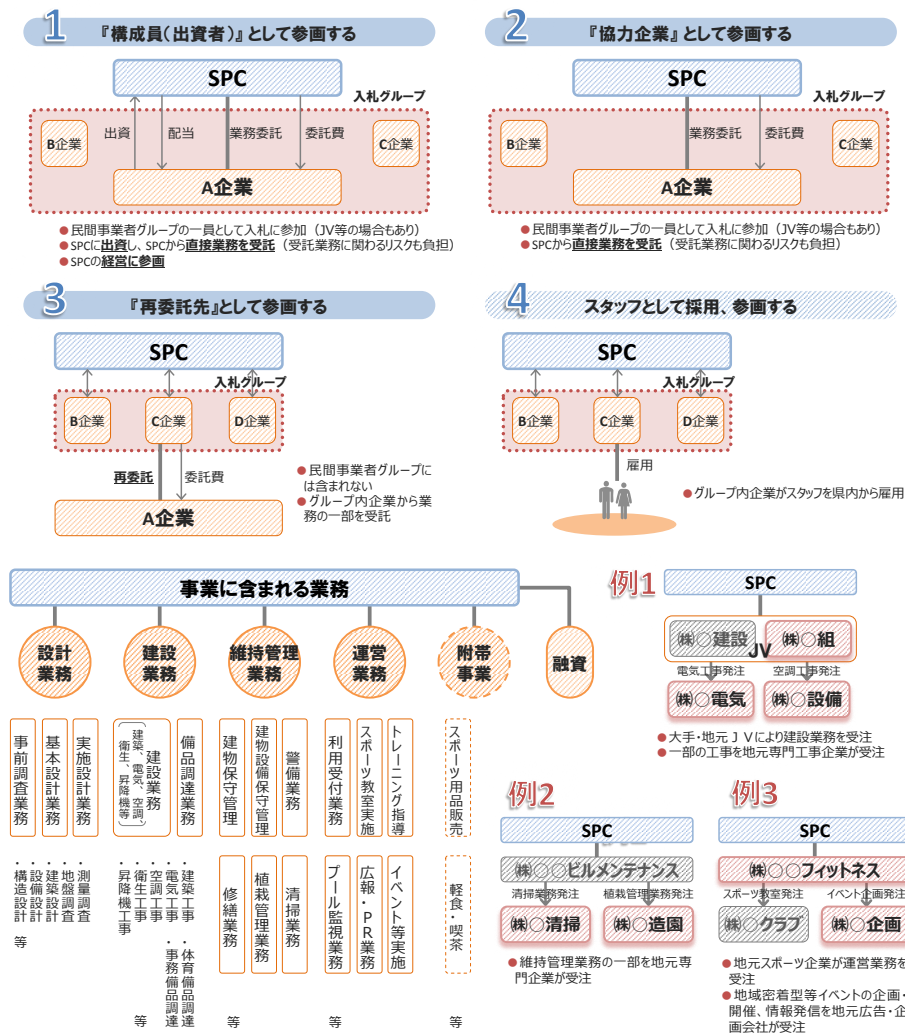 1 『構成員(出資者)』として参画する
SPC
入札グループ
B企業
出資
配当
業務委託
委託費
C企業
A企業
●民間事業者グループの一員として入札に参加(JV等の場合もあり)
●SPCに出資し、SPCから直接業務を受託(受託業務に関わるリスクも負担)
●SPCの経営に参画
2 『協力企業』として参画する
SPC
入札グループ
B企業
業務委託
委託費
C企業
A企業
●民間事業者グループの一員として入札に参加(JV等の場合もあり)
●SPCから直接業務を受託(受託業務に関わるリスクも負担)
3 『再委託先』として参画する
SPC
入札グループ
B企業
C企業
D企業
再委託
委託費
A企業
●民間事業者グループに
は含まれない
●グループ内企業から業
務の一部を受託
4 スタッフとして採用、参画する
SPC
入札グループ
B企業
C企業
D企業
雇用
●グループ内企業がスタッフを県内から雇用
事業に含まれる業務
設計
業務
建設
業務
維持管理
業務
運営
業務
附帯
事業
融資
事前調査業務
基本設計業務
実施設計業務
建設業務
(建築、電気、空調、
衛生、昇降機等)
備品調達業務
建物保守管理
建物設備保守管理
警備業務
利用受付業務
スポーツ教室実施
トレーニング指導
スポーツ用品販売
・測量調査
・地盤調査
・建築設計
・設備設計
・構造設計 等
・建築工事
・電気工事
・空調工事
・衛生工事
・昇降機工事
・体育備品調達
・事務備品調達
等
修繕業務
植栽管理業務
清掃業務
等
プール監視業務
広報・PR業務
イベント等実施
等
軽食・喫茶
等
例1
SPC
㈱○建設
JV
㈱○組
電気工事発注
空調工事発注
㈱○電気
㈱○設備
●大手・地元JVにより建設業務を受注
●一部の工事を地元専門工事企業が受注
例2
SPC
㈱○○ビルメンテナンス
清掃業務発注
植栽管理業務発注
㈱○清掃
㈱○造園
●維持管理業務の一部を地元専
門企業が受注
例3
SPC
㈱○○フィットネス
スポーツ教室発注
イベント企画発注
㈱○クラブ
㈱○企画
●地元スポーツ企業が運営業務を
受注
●地域密着型等イベントの企画・
開催、情報発信を地元広告・企
画会社が受注